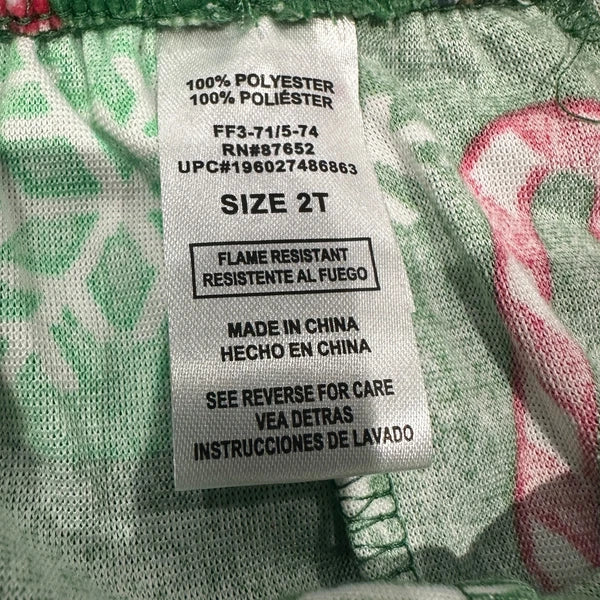 100% POLYESTER
100% POLIÉSTER
FF3-71/5-74
RN#87652
UPC#196027486863
SIZE 2T
FLAME RESISTANT
RESISTENTE AL FUEGO
MADE IN CHINA
HECHO EN CHINA
SEE REVERSE FOR CARE
VEA DETRAS
INSTRUCCIONES DE LAVADO